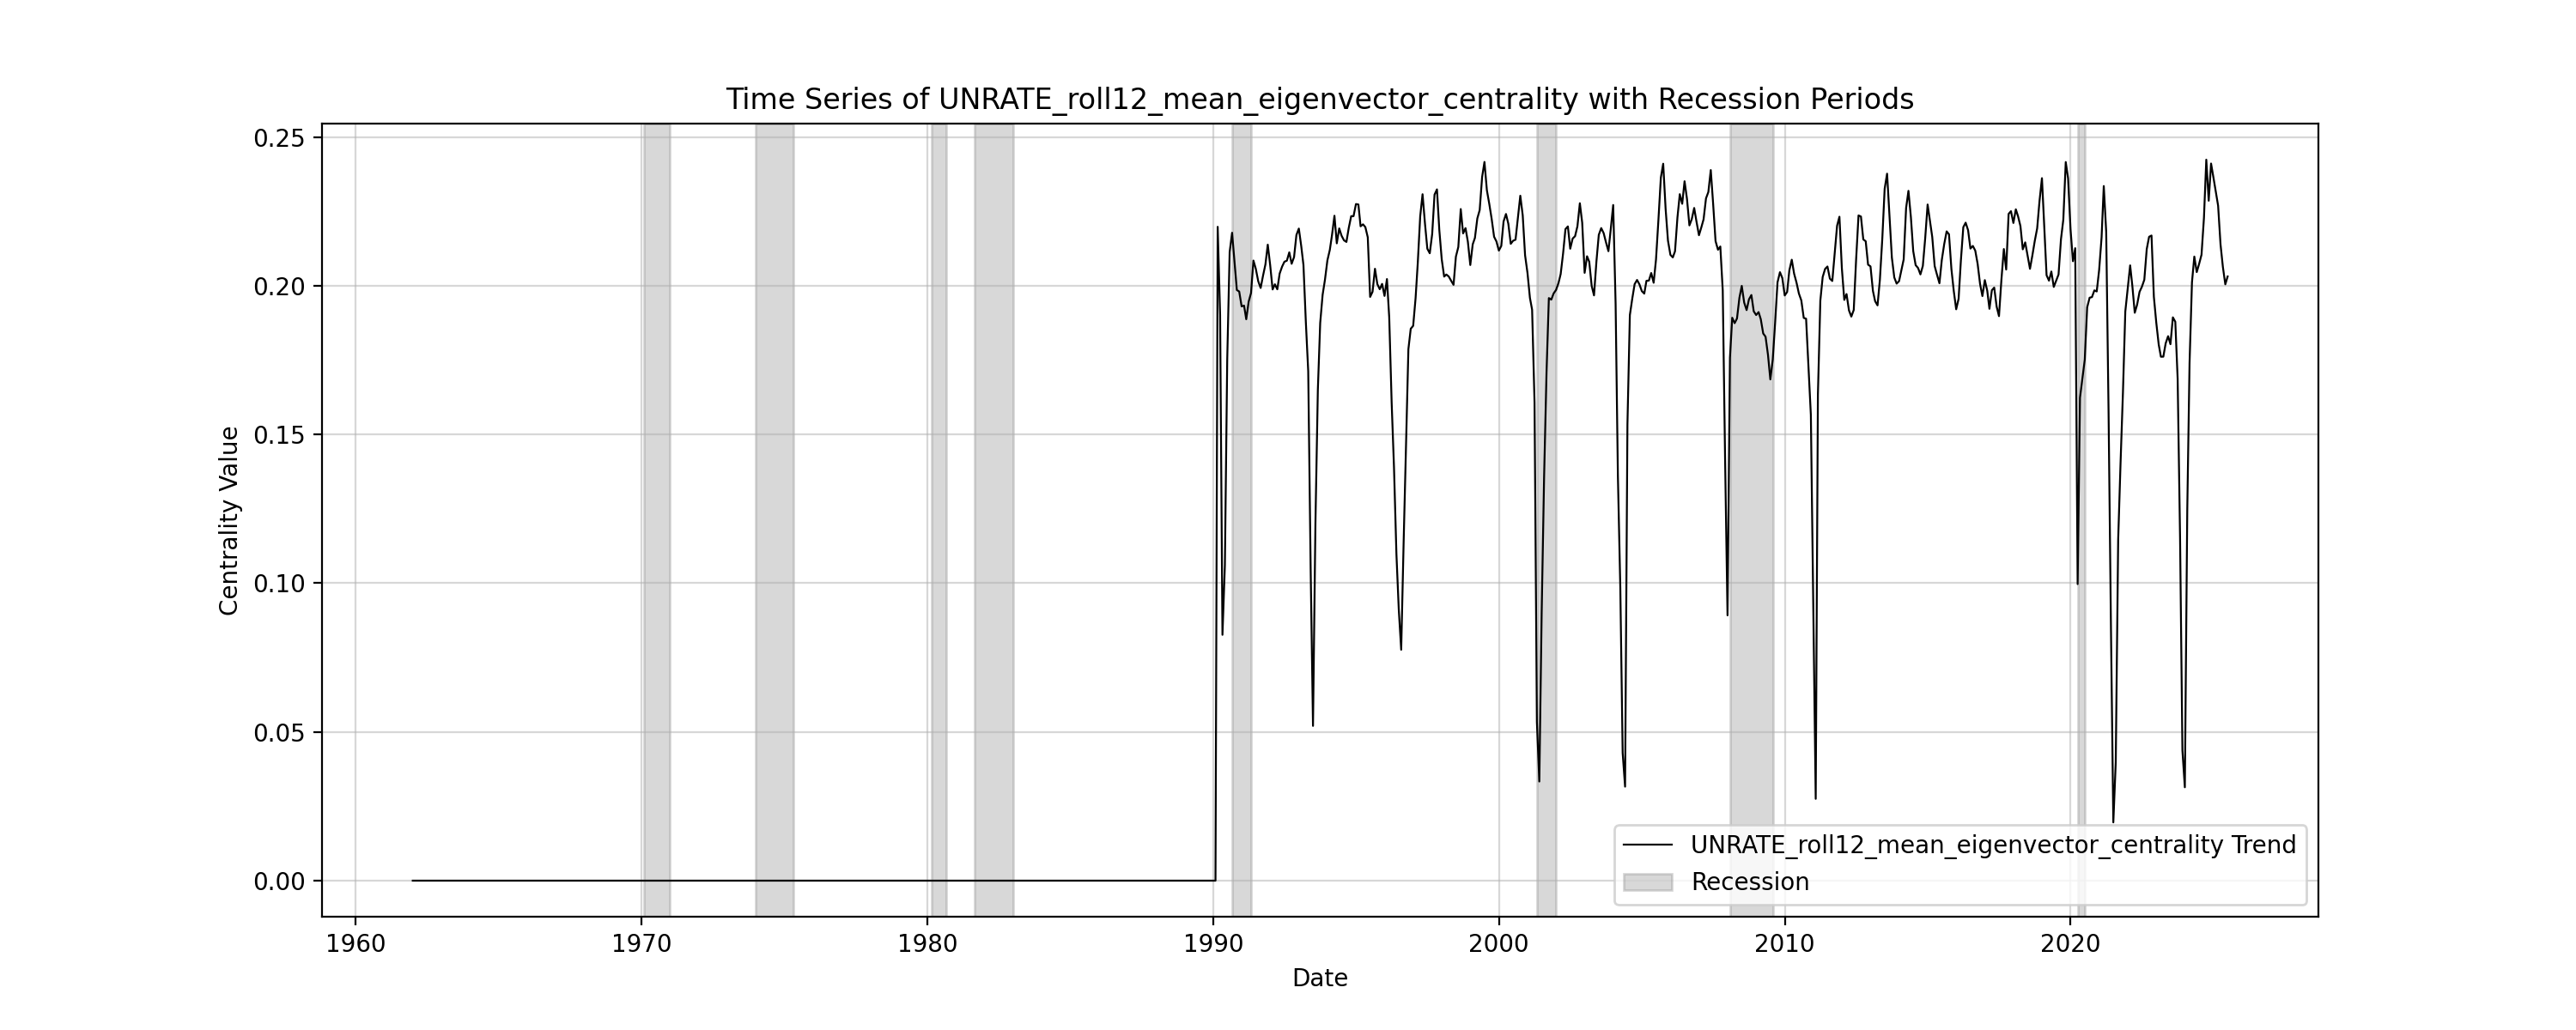 Time Series of UNRATE_roll12_mean_eigenvector_centrality with Recession Periods
0.25
0.20
0.15
0.10
0.05
0.00
Centrality Value
UNRATE_roll12_mean_eigenvector_centrality Trend
Recession
1960 1970 1980 1990 2000 2010 2020
Date